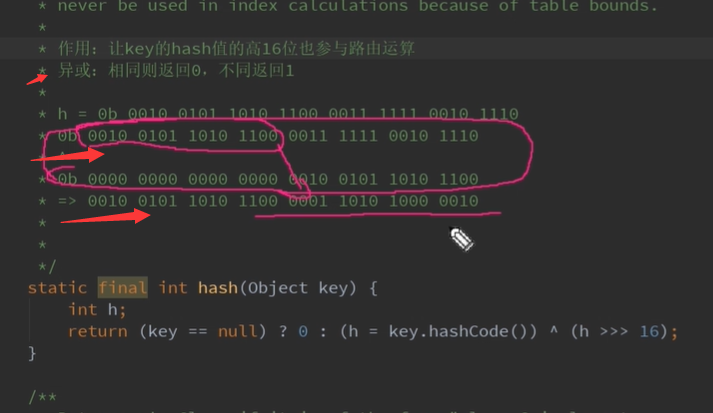 * never be used in index calculations because of table bounds.
*
* 作用：让key的hash值的高16位也参与路由运算
* 异或：相同则返回0，不同返回1
*
* h = 0b 0010 0101 1010 1100 0011 1111 0010 1110
* 0b 0010 0101 1010 1100 0011 1111 0010 1110
* ^
* 0b 0000 0000 0000 0000 0010 0101 1010 1100
* => 0010 0101 1010 1100 0001 1010 1000 0010
*
*
*/
static final int hash(Object key) {
int h;
return (key == null) ? 0 : (h = key.hashCode()) ^ (h >>> 16);
}
/**